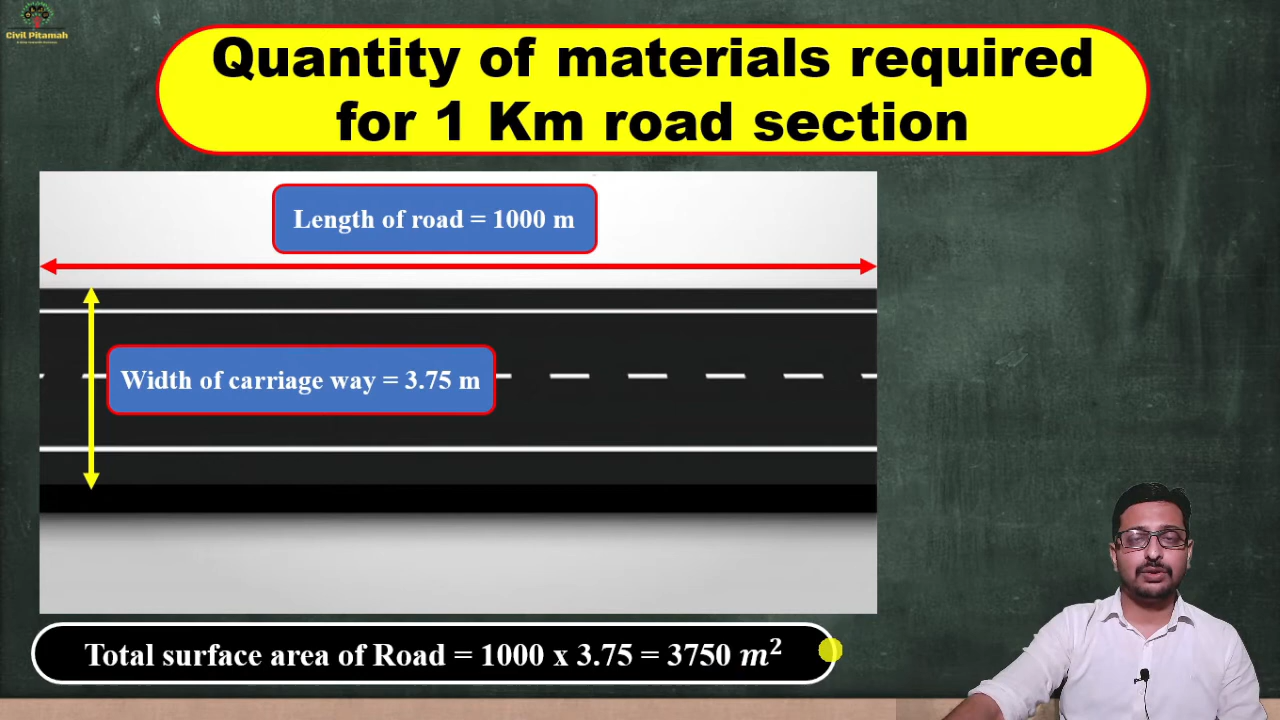 Civil Pitamah
Quantity of materials required
for 1 Km road section
Length of road = 1000 m
Width of carriage way = 3.75 m
Total surface area of Road = 1000 x 3.75 = 3750 m²